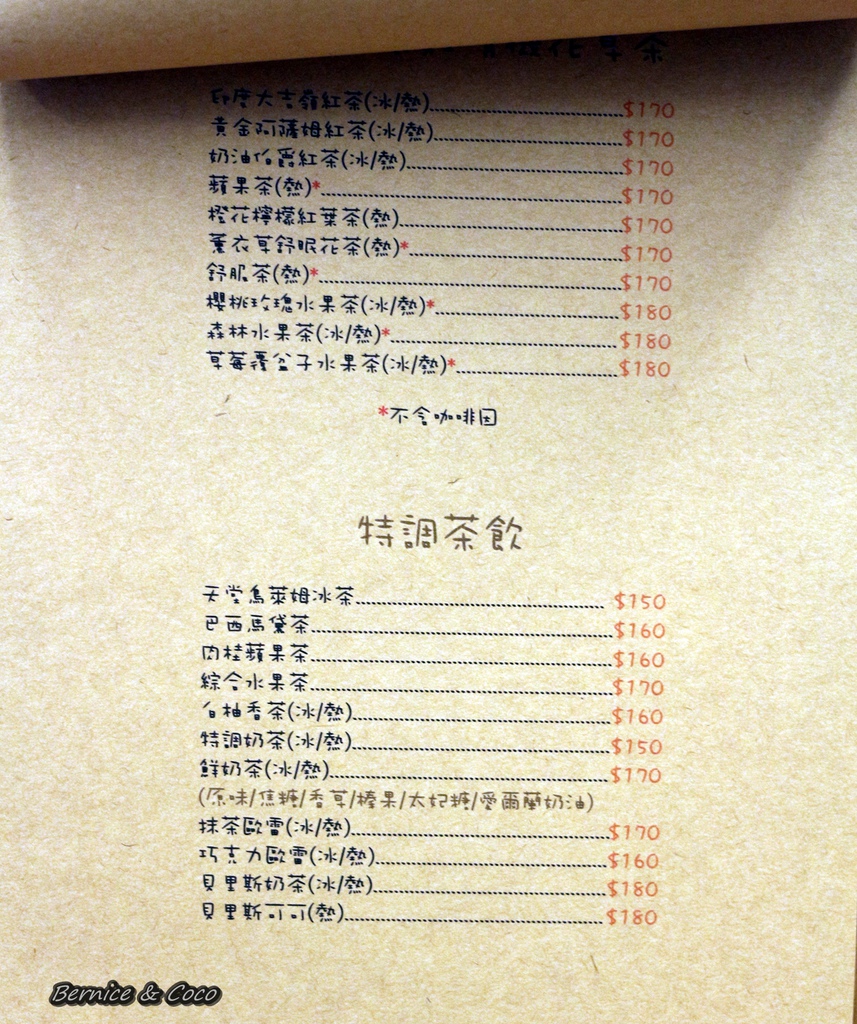 花草茶
印度大吉嶺紅茶(冰/熱)$170
黃金阿薩姆紅茶(冰/熱)$170
奶油伯爵紅茶(冰/熱)$170
蘋果茶(熱)*$170
橙花檸檬紅葉茶(熱)$170
薰衣草舒眠花茶(熱)*$170
舒服茶(熱)*$170
櫻桃玫瑰水果茶(冰/熱)*$180
森林水果茶(冰/熱)*$180
草莓覆盆子水果茶(冰/熱)*$180
*不含咖啡因
特調茶飲
天堂鳥萊姆冰茶$150
巴西馬黛茶$160
肉桂蘋果茶$160
綜合水果茶$170
白柚香茶(冰/熱)$160
特調奶茶(冰/熱)$150
鮮奶茶(冰/熱)$170
(原味/焦糖/香草/榛果/太妃糖/愛爾蘭奶油)
抹茶歐蕾(冰/熱)$170
巧克力歐蕾(冰/熱)$160
貝里斯奶茶(冰/熱)$180
貝里斯可可(熱)$180
Bernice & Coco